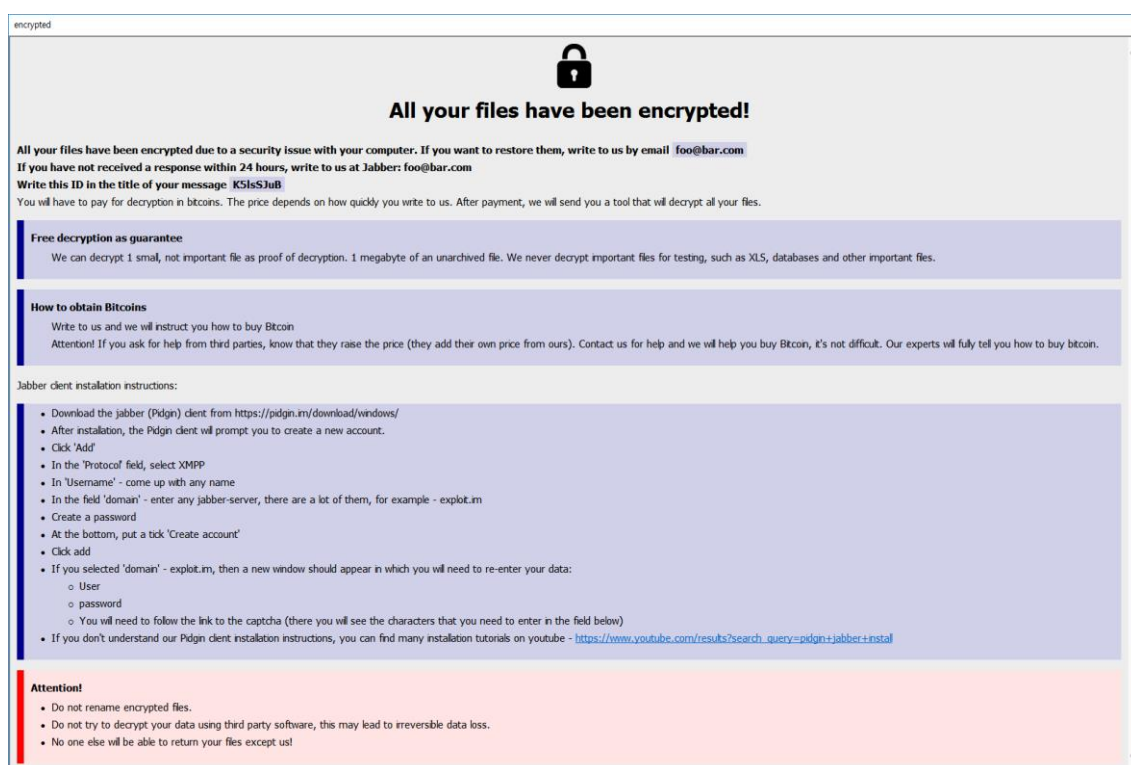 encrypted
All your files have been encrypted!
All your files have been encrypted due to a security issue with your computer. If you want to restore them, write to us by email foo@bar.com
If you have not received a response within 24 hours, write to us at Jabber: foo@bar.com
Write this ID in the title of your message K5lsSJuB
You will have to pay for decryption in bitcoins. The price depends on how quickly you write to us. After payment, we will send you a tool that will decrypt all your files.
Free decryption as guarantee
We can decrypt 1 small, not important file as proof of decryption. 1 megabyte of an unarchived file. We never decrypt important files for testing, such as XLS, databases and other important files.
How to obtain Bitcoins
Write to us and we will instruct you how to buy Bitcoin
Attention! If you ask for help from third parties, know that they raise the price (they add their own price from ours). Contact us for help and we will help you buy Bitcoin, it's not difficult. Our experts will fully tell you how to buy bitcoin.
Jabber client installation instructions:
• Download the jabber (Pidgin) client from https://pidgin.im/download/windows/
• After installation, the Pidgin client will prompt you to create a new account.
• Click 'Add'
• In the 'Protocol' field, select XMPP
• In 'Username' - come up with any name
• In the field 'domain' - enter any jabber-server, there are a lot of them, for example - exploit.im
• Create a password
• At the bottom, put a tick 'Create account'
• Click add
• If you selected 'domain' - exploit.im, then a new window should appear in which you will need to re-enter your data:
○ User
○ password
○ You will need to follow the link to the captcha (there you will see the characters that you need to enter in the field below)
• If you don't understand our Pidgin client installation instructions, you can find many installation tutorials on youtube - https://www.youtube.com/results?search_query=pidgin+jabber+install
Attention!
• Do not rename encrypted files.
• Do not try to decrypt your data using third party software, this may lead to irreversible data loss.
• No one else will be able to return your files except us!